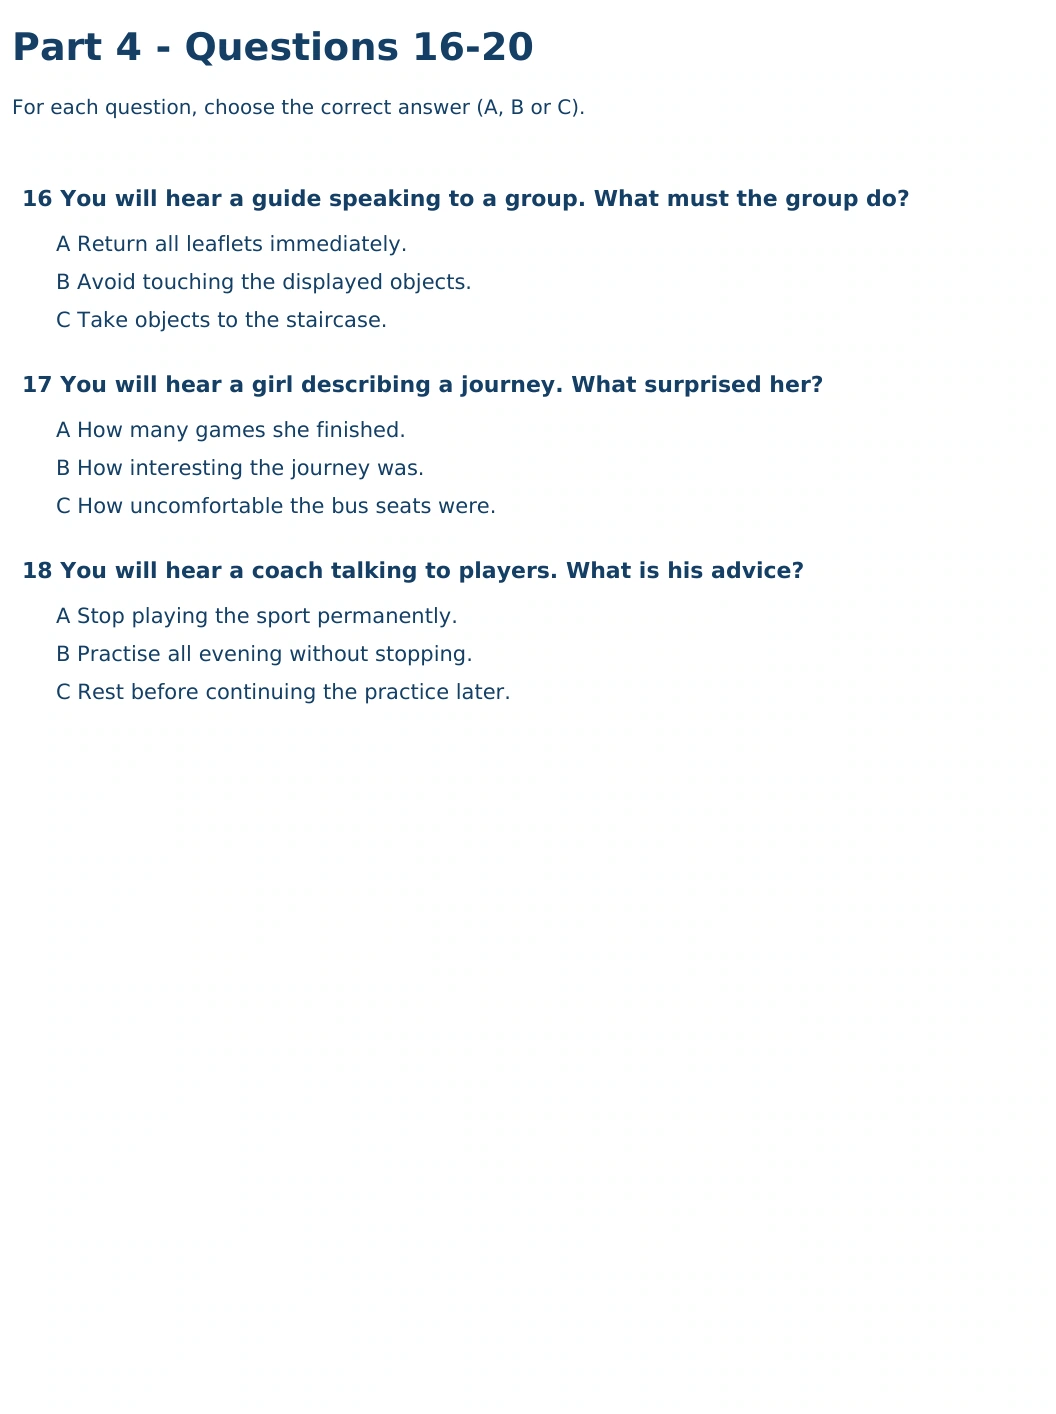 Part 4 - Questions 16-20
For each question, choose the correct answer (A, B or C).
16 You will hear a guide speaking to a group. What must the group do?
A Return all leaflets immediately.
B Avoid touching the displayed objects.
C Take objects to the staircase.
17 You will hear a girl describing a journey. What surprised her?
A How many games she finished.
B How interesting the journey was.
C How uncomfortable the bus seats were.
18 You will hear a coach talking to players. What is his advice?
A Stop playing the sport permanently.
B Practise all evening without stopping.
C Rest before continuing the practice later.